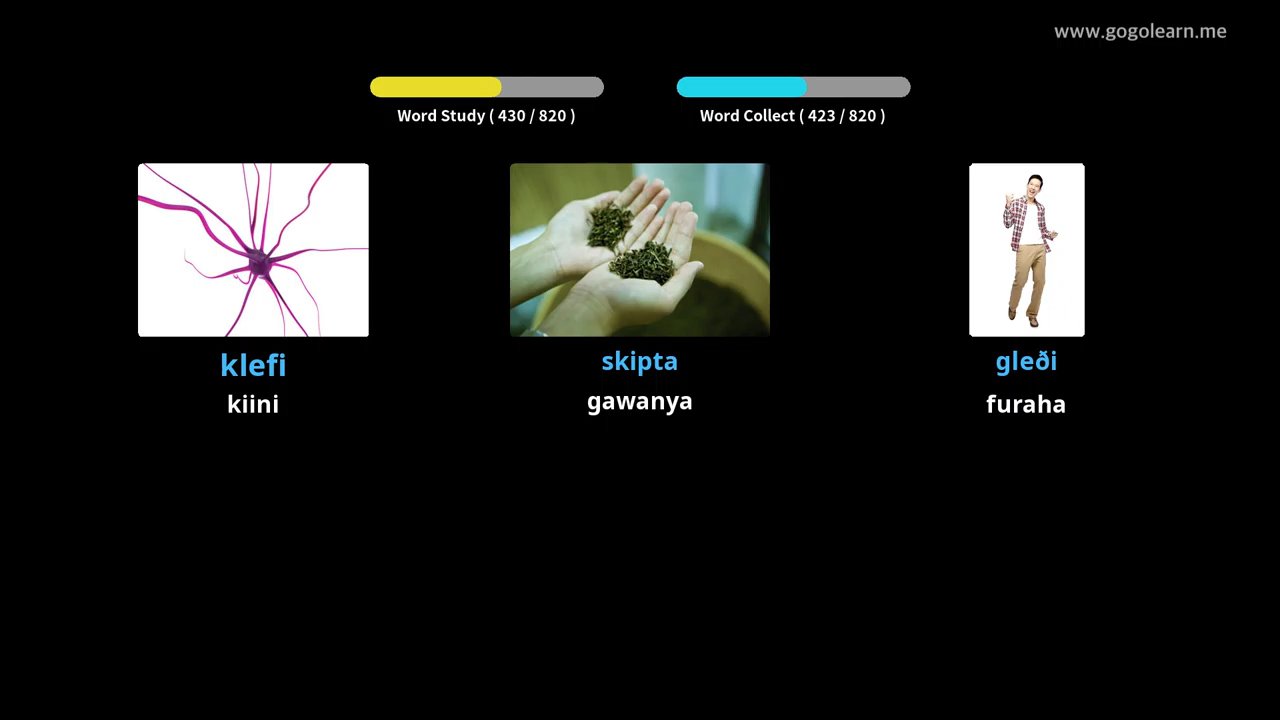 www.gogolearn.me
Word Study ( 430 / 820 )
Word Collect ( 423 / 820 )
klefi
kiini
skipta
gawanya
gleði
furaha